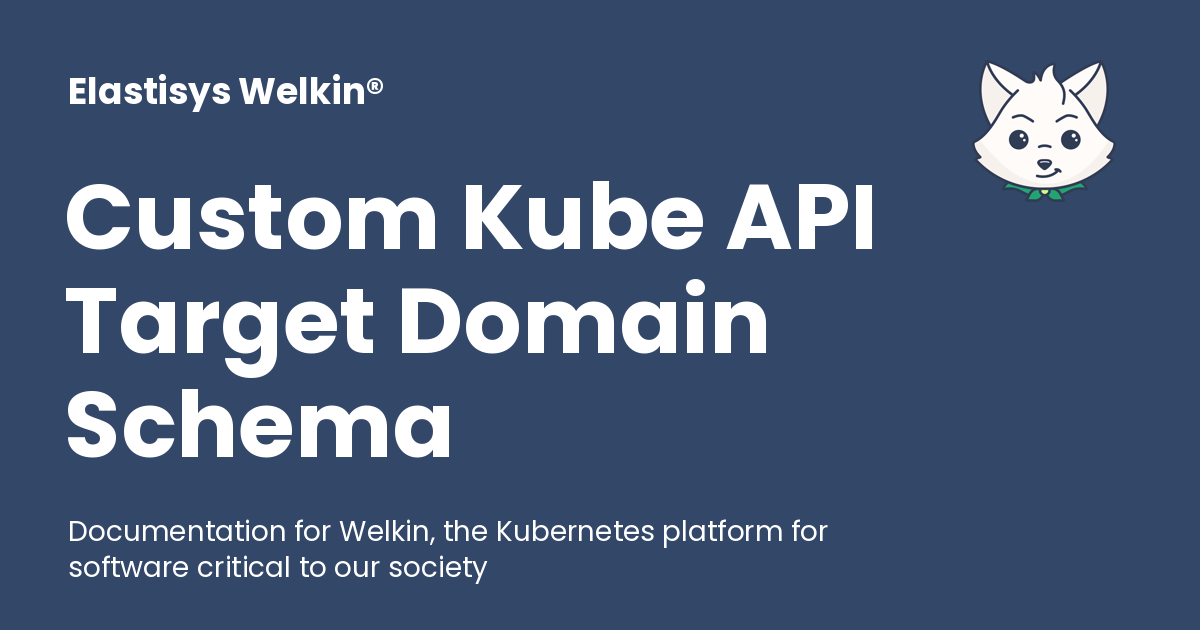 Elastisys Welkin®
Custom Kube API
Target Domain
Schema
Documentation for Welkin, the Kubernetes platform for
software critical to our society